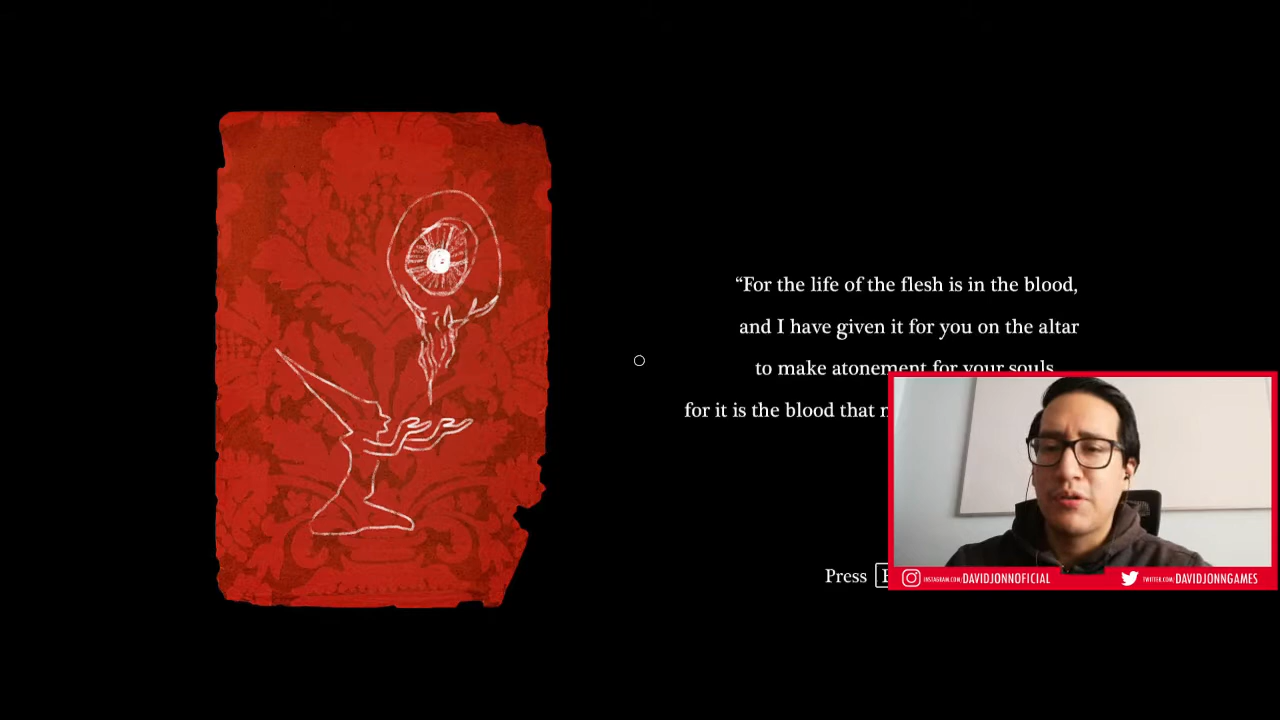 “For the life of the flesh is in the blood,
and I have given it for you on the altar
to make atonement for your souls
for it is the blood that
Press
INSTAGRAM.COM/DAVIDJONNOFICIAL
TWITTER.COM/DAVIDJONNGAMES